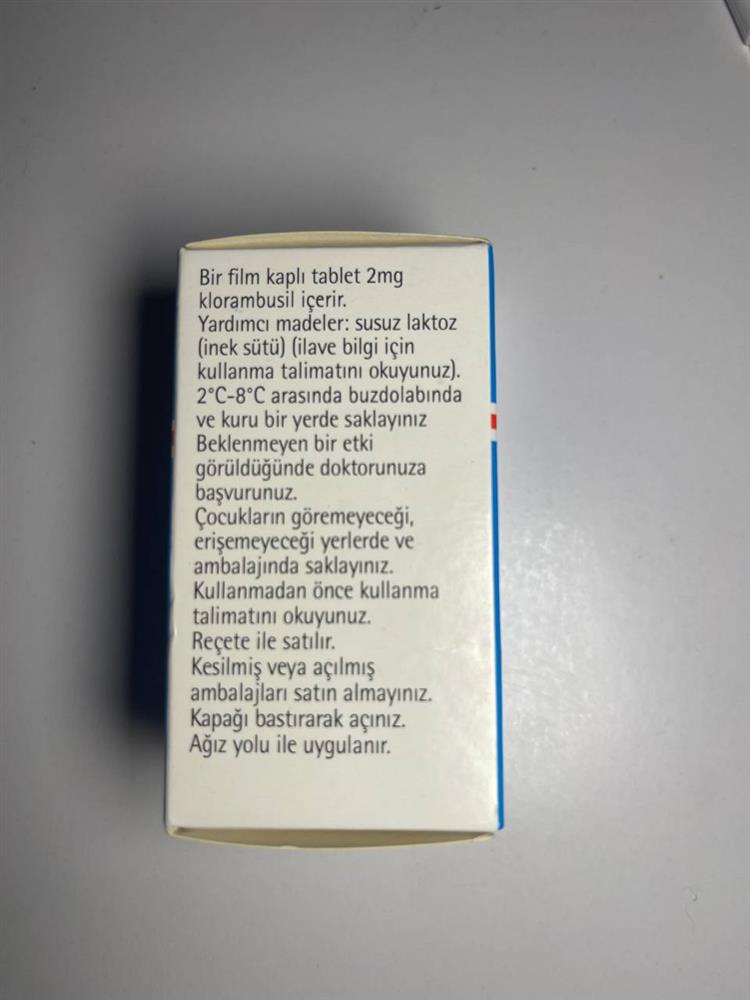 Bir film kaplı tablet 2mg
klorambusil içerir.
Yardımcı madeler: susuz laktoz
(inek sütü) (ilave bilgi için
kullanma talimatını okuyunuz).
2°C-8°C arasında buzdolabında
ve kuru bir yerde saklayınız
Beklenmeyen bir etki
görüldüğünde doktorunuza
başvurunuz.
Çocukların göremeyeceği,
erişemeyeceği yerlerde ve
ambalajında saklayınız.
Kullanmadan önce kullanma
talimatını okuyunuz.
Reçete ile satılır.
Kesilmiş veya açılmış
ambalajları satın almayınız.
Kapağı bastırarak açınız.
Ağız yolu ile uygulanır.